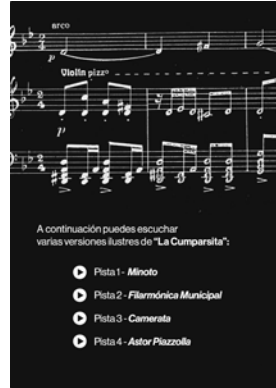 arco
p
Violin pizzº
p
A continuación puedes escuchar
varias versiones ilustres de "La Cumparsita":
Pista 1 - Minoto
Pista 2 - Filarmónica Municipal
Pista 3 - Camerata
Pista 4 - Astor Piazzolla